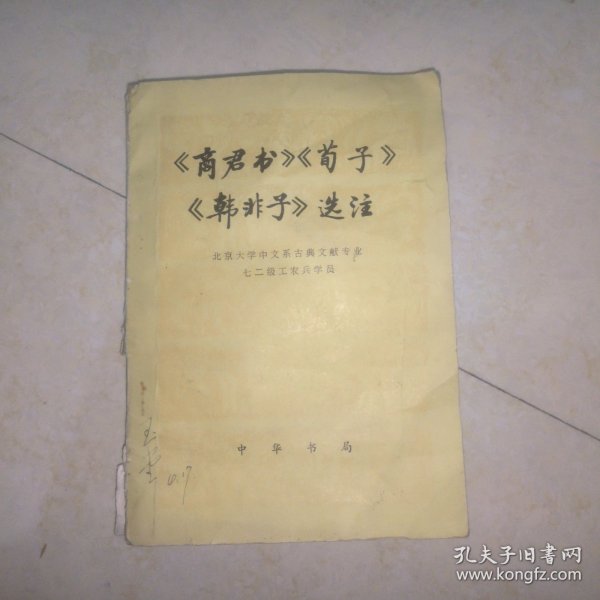 《商君书》《荀子》
《韩非子》选注
北京大学中文系古典文献专业
七二级工农兵学员
中华书局
孔夫子旧书网
www.kongfz.com